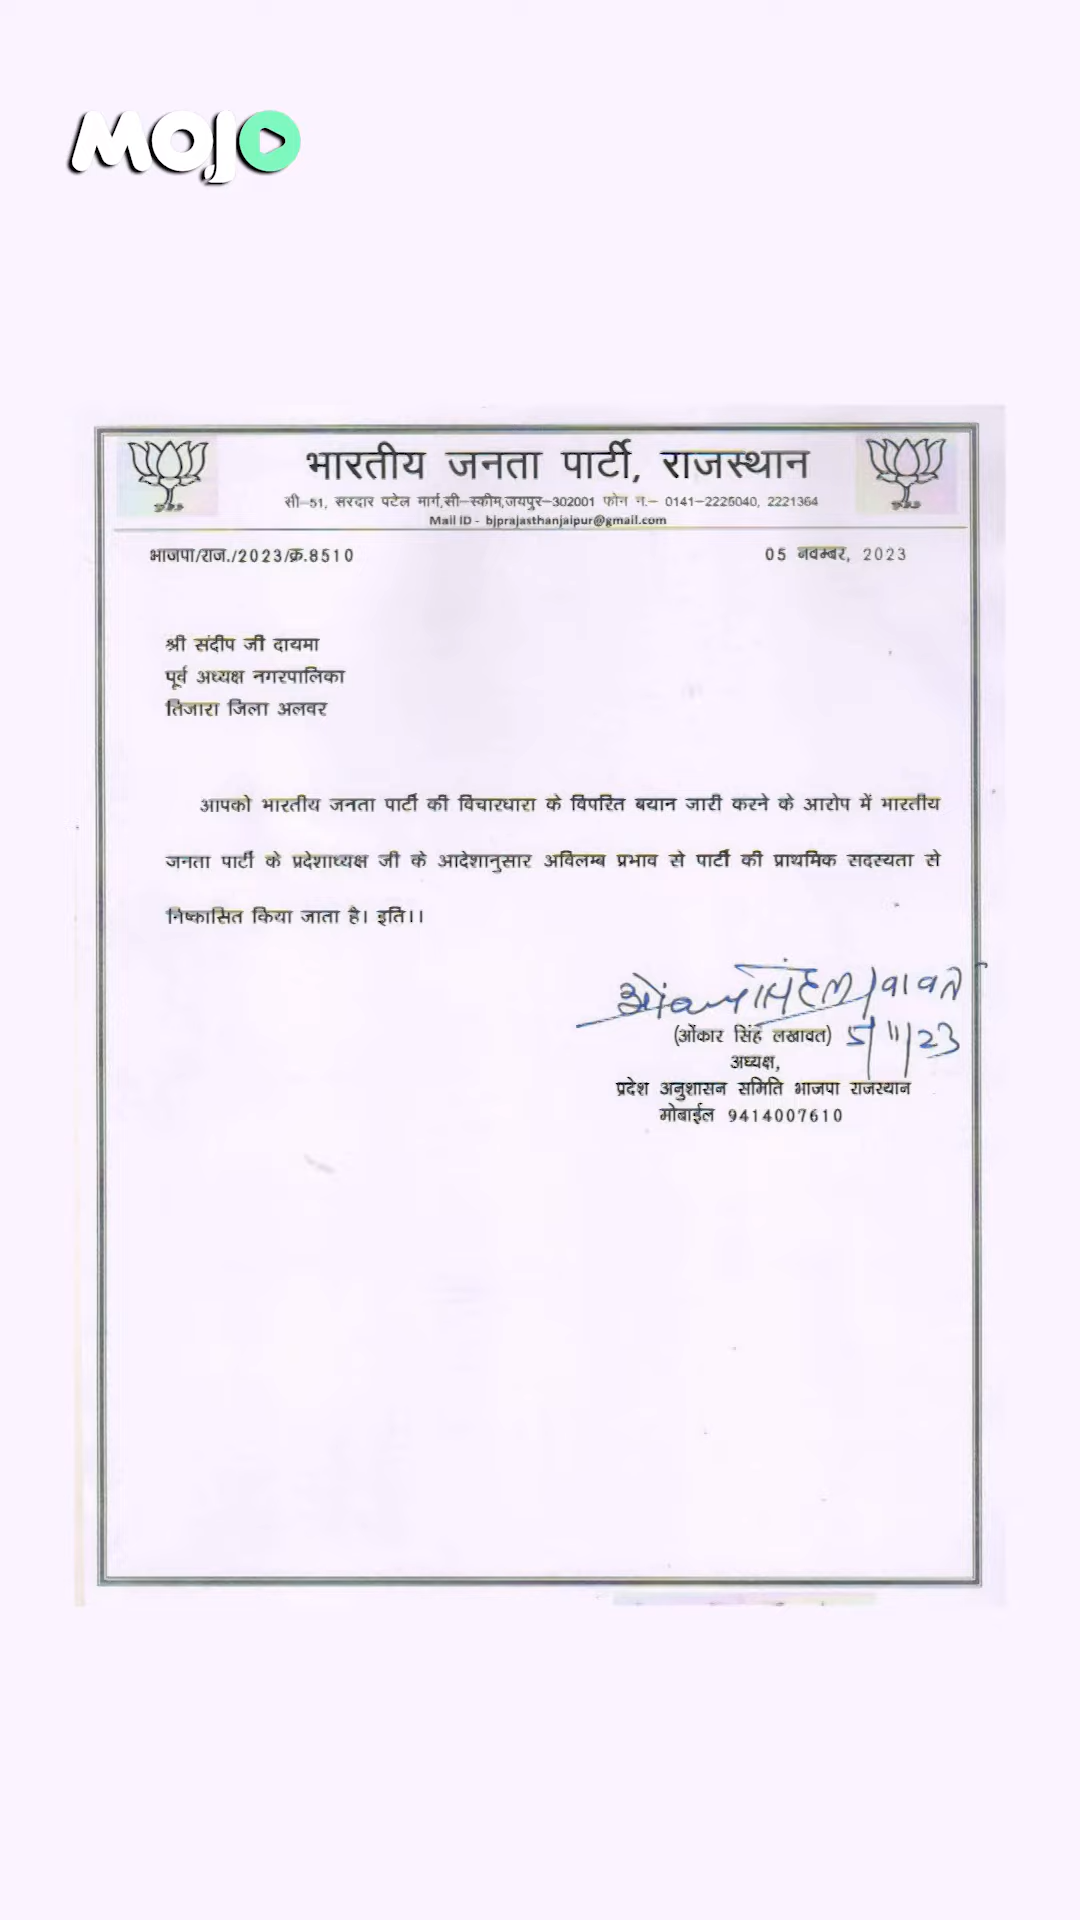 MOJO
भारतीय जनता पार्टी, राजस्थान
सी-51, सरदार पटेल मार्ग,सी-स्कीम,जयपुर-302001 फोन न.- 0141-2225040, 2221364
Mail ID - bjprajasthanjaipur@gmail.com
भाजपा/राज./2023/क्र.8510
05 नवम्बर, 2023
श्री संदीप जी दायमा
पूर्व अध्यक्ष नगरपालिका
तिजारा जिला अलवर
आपको भारतीय जनता पार्टी की विचारधारा के विपरित बयान जारी करने के आरोप में भारतीय
जनता पार्टी के प्रदेशाध्यक्ष जी के आदेशानुसार अविलम्ब प्रभाव से पार्टी की प्राथमिक सदस्यता से
निष्कासित किया जाता है। इति।।
ओंकारसिंह लखावत
(ओंकार सिंह लखावत) 5/11/23
अध्यक्ष,
प्रदेश अनुशासन समिति भाजपा राजस्थान
मोबाईल 9414007610